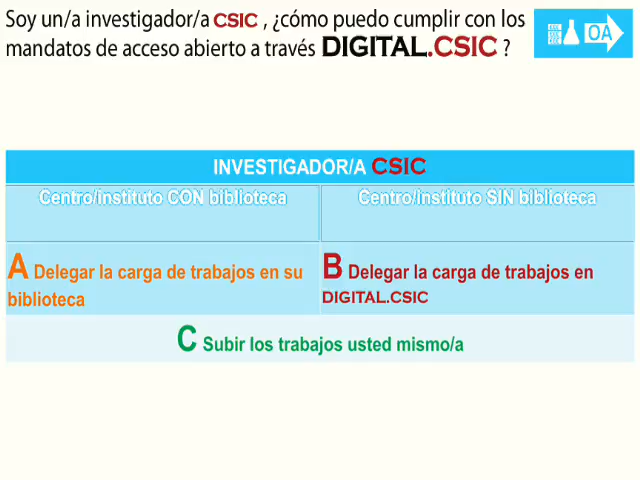 Soy un/a investigador/a CSIC , ¿cómo puedo cumplir con los
mandatos de acceso abierto a través DIGITAL.CSIC ?
OA
INVESTIGADOR/A CSIC
Centro/instituto CON biblioteca
Centro/instituto SIN biblioteca
A Delegar la carga de trabajos en su
biblioteca
B Delegar la carga de trabajos en
DIGITAL.CSIC
C Subir los trabajos usted mismo/a